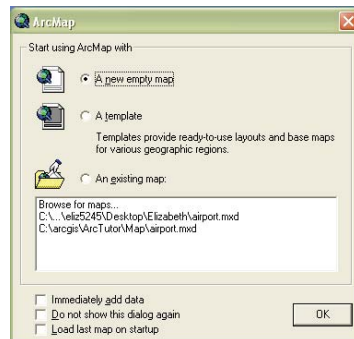 ArcMap
Start using ArcMap with
A new empty map
A template
Templates provide ready-to-use layouts and base maps
for various geographic regions.
An existing map:
Browse for maps...
C:\...\eliz5245\Desktop\Elizabeth\airport.mxd
C:\arcgis\ArcTutor\Map\airport.mxd
Immediately add data
Do not show this dialog again
Load last map on startup
OK